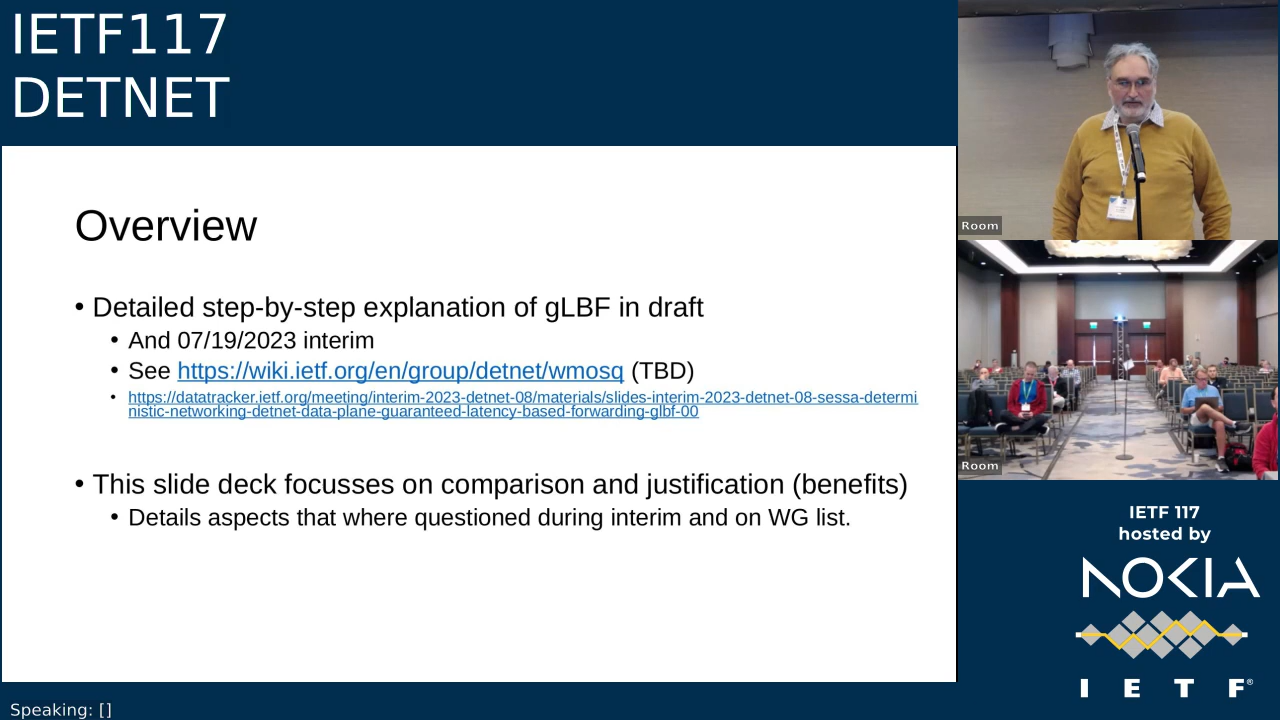 IETF117
DETNET
Overview
• Detailed step-by-step explanation of gLBF in draft
• And 07/19/2023 interim
• See https://wiki.ietf.org/en/group/detnet/wmosq (TBD)
• https://datatracker.ietf.org/meeting/interim-2023-detnet-08/materials/slides-interim-2023-detnet-08-sessa-determi
nistic-networking-detnet-data-plane-guaranteed-latency-based-forwarding-glbf-00
• This slide deck focusses on comparison and justification (benefits)
• Details aspects that where questioned during interim and on WG list.
Room
Room
IETF 117
hosted by
NOKIA
I E T F®
Speaking: []